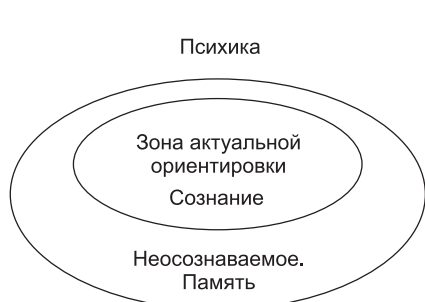 Психика
Зона актуальной
ориентировки
Сознание
Неосознаваемое.
Память